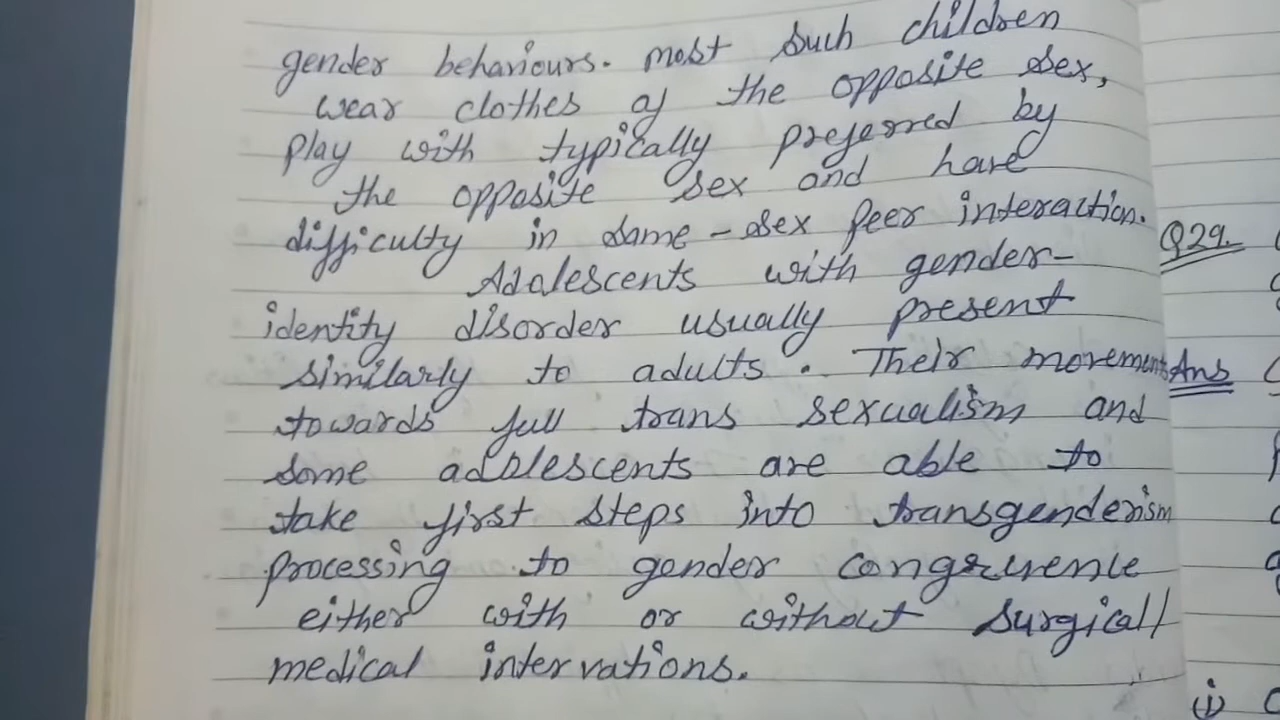 gender behaviours. most such children
wear clothes of the opposite sex,
play with typically preferred by
the opposite sex and have
difficulty in same-sex peer interaction.
Adolescents with gender-
identity disorder usually present
similarly to adults. Their movement
towards full trans sexualism and
some adolescents are able to
take first steps into transgenderism
processing to gender congruence
either with or without surgical/
medical intervations.
Q29.
Ans
(i)